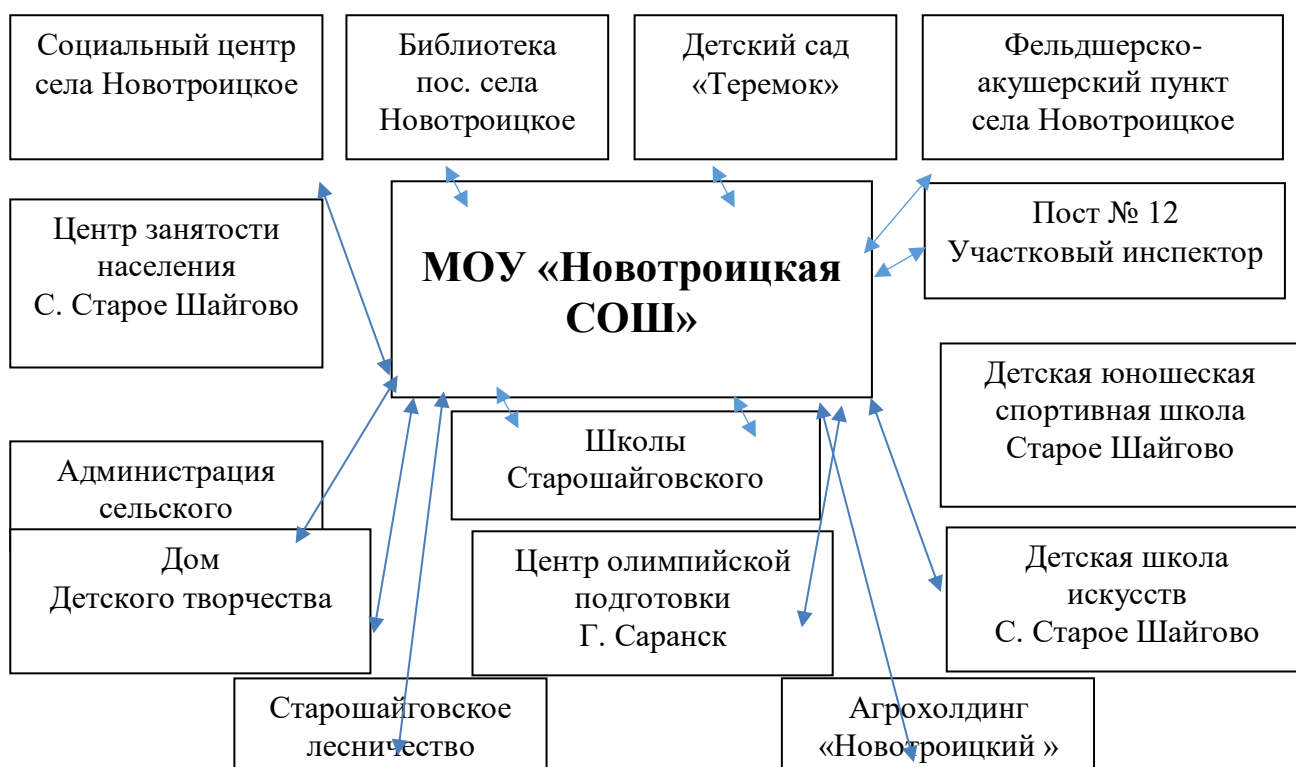 Социальный центр
села Новотроицкое
Библиотека
пос. села
Новотроицкое
Детский сад
«Теремок»
Фельдшерско-
акушерский пункт
села Новотроицкое
Центр занятости
населения
С. Старое Шайгово
МОУ «Новотроицкая
СОШ»
Пост № 12
Участковый инспектор
Детская юношеская
спортивная школа
Старое Шайгово
Администрация
сельского
Школы
Старошайговского
Дом
Детского творчества
Центр олимпийской
подготовки
Г. Саранск
Детская школа
искусств
С. Старое Шайгово
Старошайговское
лесничество
Агрохолдинг
«Новотроицкий »